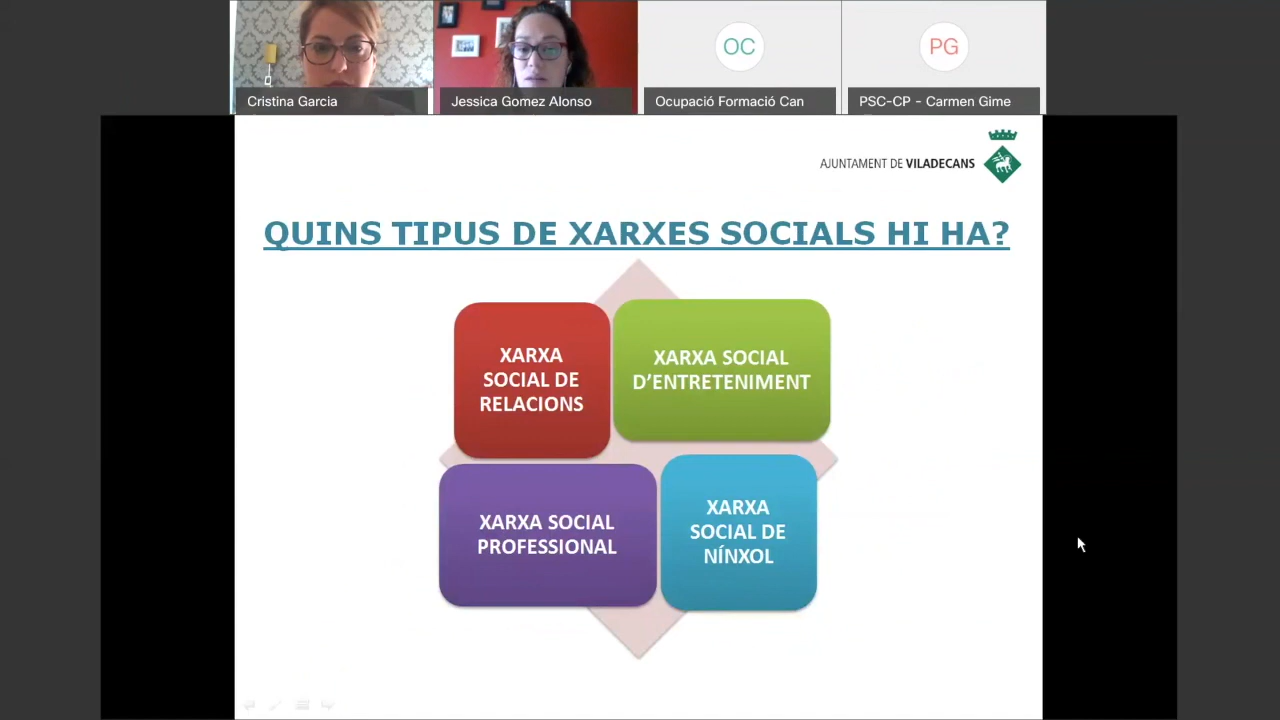 Cristina Garcia
Jessica Gomez Alonso
OC
Ocupació Formació Can
PG
PSC-CP - Carmen Gime
AJUNTAMENT DE VILADECANS
QUINS TIPUS DE XARXES SOCIALS HI HA?
XARXA
SOCIAL DE
RELACIONS
XARXA SOCIAL
D’ENTRETENIMENT
XARXA SOCIAL
PROFESSIONAL
XARXA
SOCIAL DE
NÍNXOL